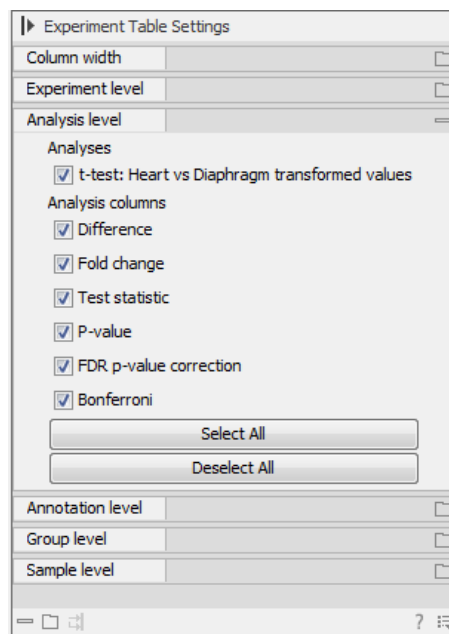 Experiment Table Settings
Column width
Experiment level
Analysis level
Analyses
t-test: Heart vs Diaphragm transformed values
Analysis columns
Difference
Fold change
Test statistic
P-value
FDR p-value correction
Bonferroni
Select All
Deselect All
Annotation level
Group level
Sample level
?